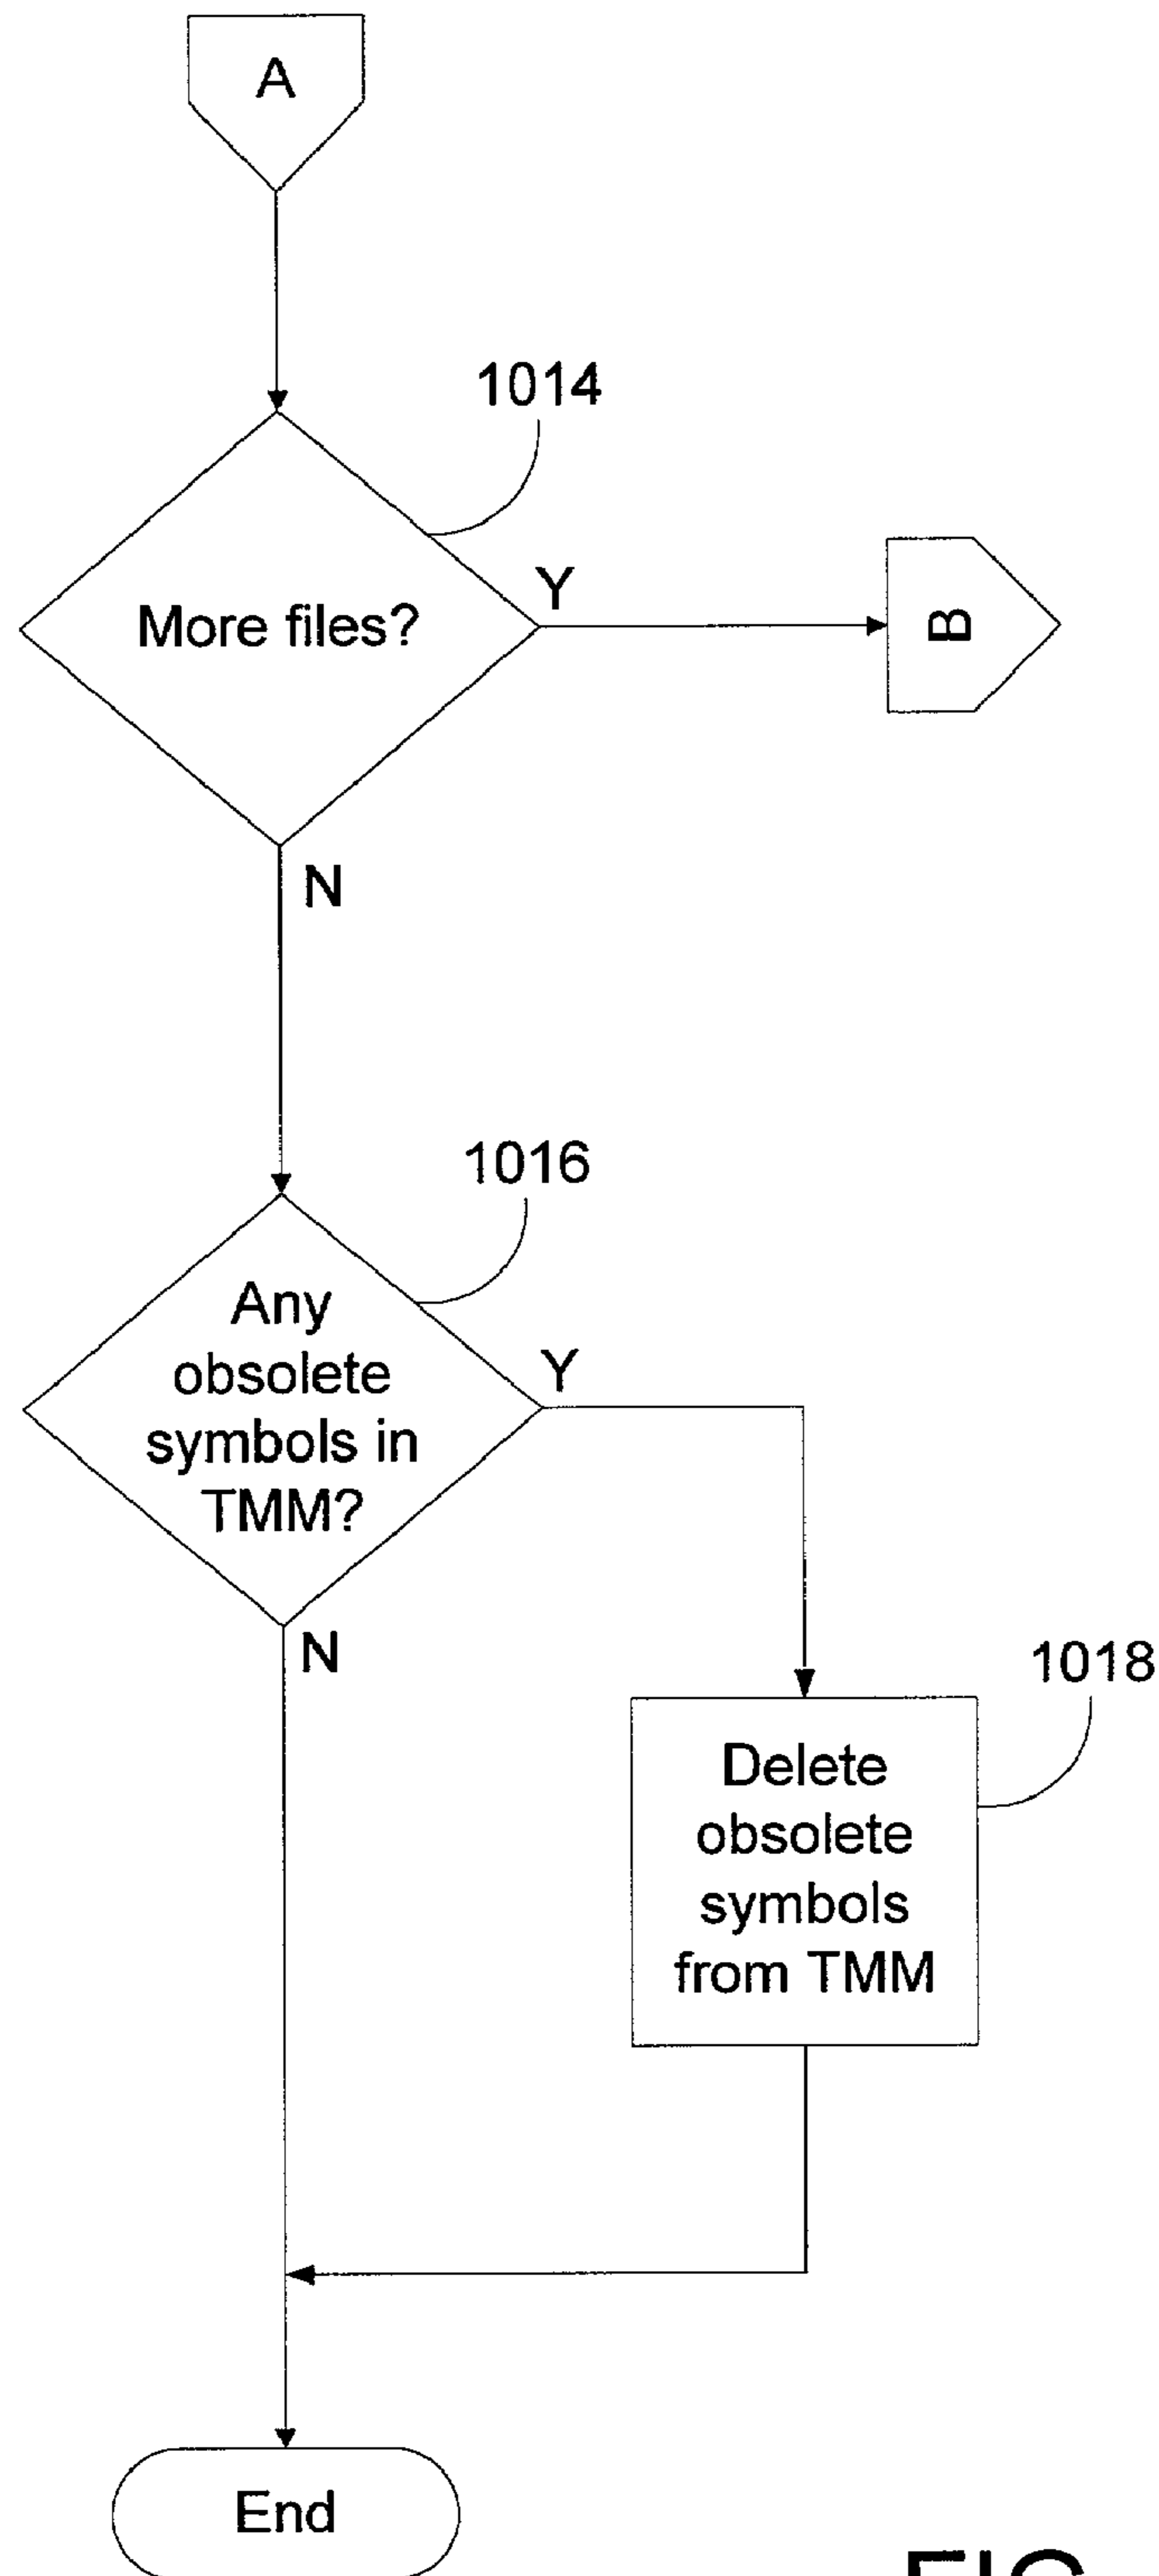 A
1014
More files?
Y
B
N
1016
Any
obsolete
symbols in
TMM?
Y
N
1018
Delete
obsolete
symbols
from TMM
End